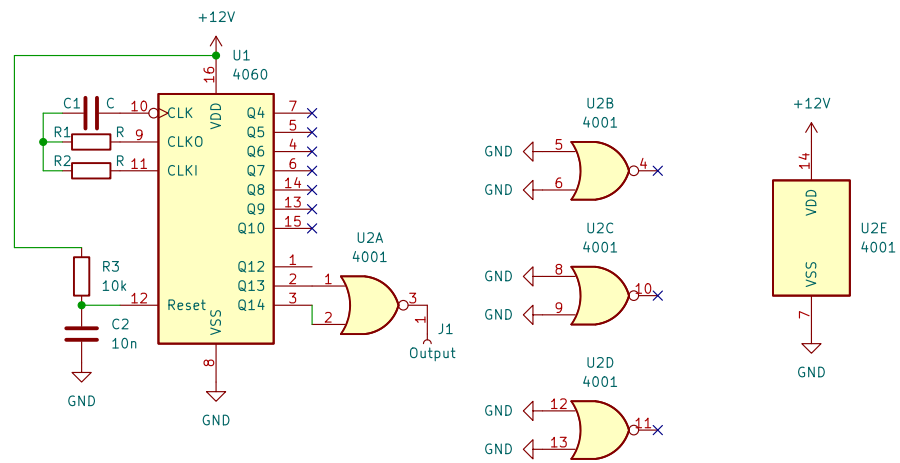 +12V
U1
4060
16
VDD
C1 C 10 CLK
R1 R 9 CLKO
R2 R 11 CLKI
Q4 7
Q5 5
Q6 4
Q7 6
Q8 14
Q9 13
Q10 15
Q12 1
Q13 2
Q14 3
R3
10k
12 Reset
VSS
8
GND
C2
10n
GND
U2A
4001
1
2
3
1
J1
Output
U2B
4001
GND 5
GND 6
4
U2C
4001
GND 8
GND 9
10
U2D
4001
GND 12
GND 13
11
+12V
14
VDD
U2E
4001
VSS
7
GND